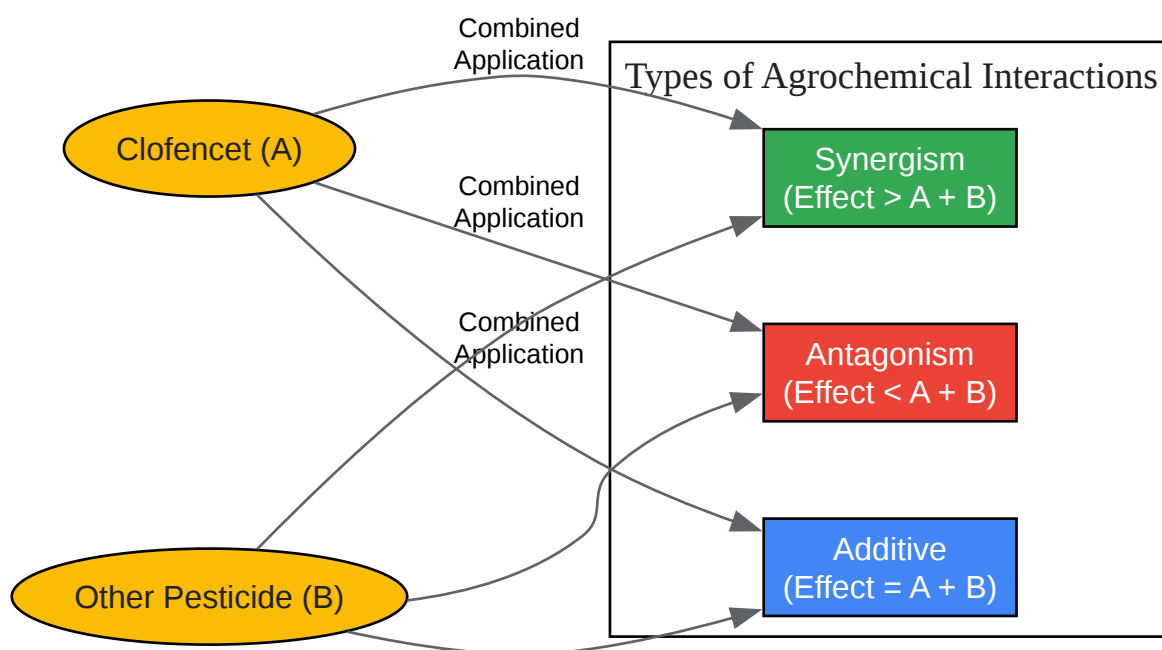 Combined
Application
Types of Agrochemical Interactions
Clofencet (A)
Synergism
(Effect > A + B)
Combined
Application
Combined
Application
Antagonism
(Effect < A + B)
Additive
(Effect = A + B)
Other Pesticide (B)